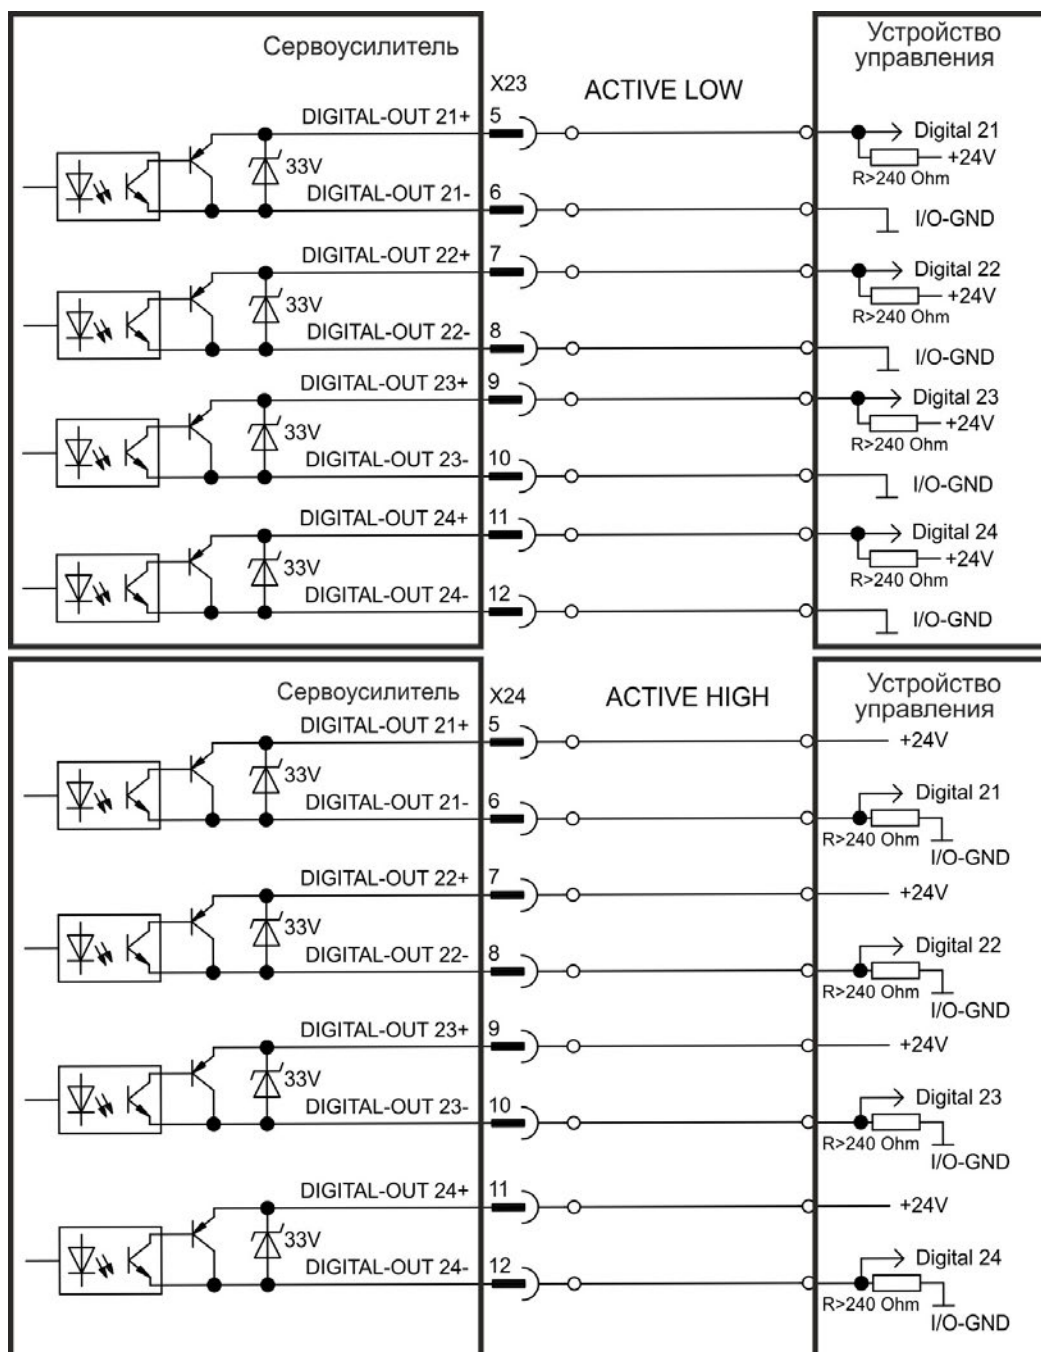 Сервоусилитель
Устройство
управления
X23
ACTIVE LOW
DIGITAL-OUT 21+
5
Digital 21
33V
+24V
R>240 Ohm
DIGITAL-OUT 21-
6
I/O-GND
DIGITAL-OUT 22+
7
Digital 22
33V
+24V
R>240 Ohm
DIGITAL-OUT 22-
8
I/O-GND
DIGITAL-OUT 23+
9
Digital 23
33V
+24V
R>240 Ohm
DIGITAL-OUT 23-
10
I/O-GND
DIGITAL-OUT 24+
11
Digital 24
33V
+24V
R>240 Ohm
DIGITAL-OUT 24-
12
I/O-GND
Сервоусилитель
Устройство
управления
X24
ACTIVE HIGH
DIGITAL-OUT 21+
5
+24V
33V
Digital 21
DIGITAL-OUT 21-
6
R>240 Ohm
I/O-GND
DIGITAL-OUT 22+
7
+24V
33V
Digital 22
DIGITAL-OUT 22-
8
R>240 Ohm
I/O-GND
DIGITAL-OUT 23+
9
+24V
33V
Digital 23
DIGITAL-OUT 23-
10
R>240 Ohm
I/O-GND
DIGITAL-OUT 24+
11
+24V
33V
Digital 24
DIGITAL-OUT 24-
12
R>240 Ohm
I/O-GND